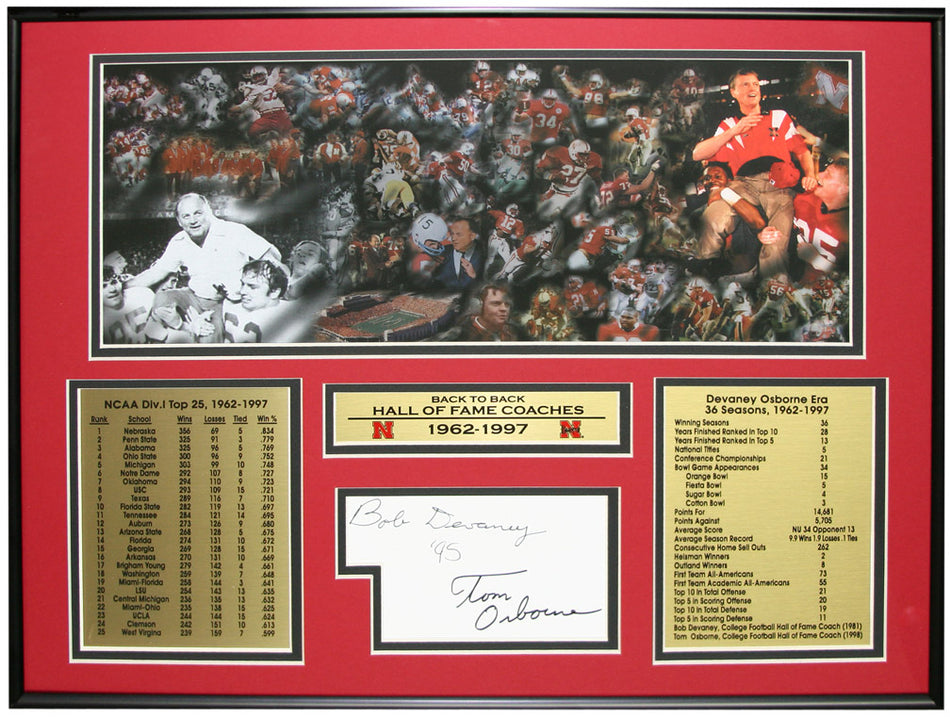 NCAA Div.I Top 25, 1962-1997
Rank School Wins Losses Tied Win %
1 Nebraska 356 69 5 .834
2 Penn State 325 91 3 .779
3 Alabama 325 96 5 .769
4 Ohio State 300 96 9 .752
5 Michigan 303 99 10 .748
6 Notre Dame 292 107 8 .727
7 Oklahoma 294 110 9 .723
8 USC 293 109 15 .721
9 Texas 289 116 7 .710
10 Florida State 282 119 13 .697
11 Tennessee 284 121 14 .695
12 Auburn 273 126 9 .680
13 Arizona State 268 128 5 .675
14 Florida 274 131 10 .672
15 Georgia 269 128 15 .671
16 Arkansas 270 131 10 .669
17 Brigham Young 279 142 4 .661
18 Washington 259 139 7 .648
19 Miami-Florida 258 144 3 .641
20 LSU 254 143 13 .635
21 Central Michigan 236 135 13 .632
22 Miami-Ohio 235 138 15 .625
23 UCLA 244 144 15 .624
24 Clemson 242 151 10 .613
25 West Virgina 239 159 7 .599
BACK TO BACK
HALL OF FAME COACHES
N 1962-1997 N
Bob Devaney
'95
Tom
Osborne
Devaney Osborne Era
36 Seasons, 1962-1997
Winning Seasons 36
Years Finished Ranked In Top 10 28
Years Finished Ranked in Top 5 13
National Titles 5
Conference Championships 21
Bowl Game Appearances 34
Orange Bowl 15
Fiesta Bowl 5
Sugar Bowl 4
Cotton Bowl 3
Points For 14,681
Points Against 5,705
Average Score NU 34 Opponent 13
Average Season Record 9.9 Wins 1.9 Losses .1 Ties
Consecutive Home Sell Outs 262
Heisman Winners 2
Outland Winners 8
First Team All-Americans 73
First Team Academic All-Americans 55
Top 10 In Total Offense 21
Top 5 in Scoring Offense 20
Top 10 In Total Defense 19
Top 5 in Scoring Defense 11
Bob Devaney, College Football Hall of Fame Coach (1981)
Tom Osborne, College Football Hall of Fame Coach (1998)